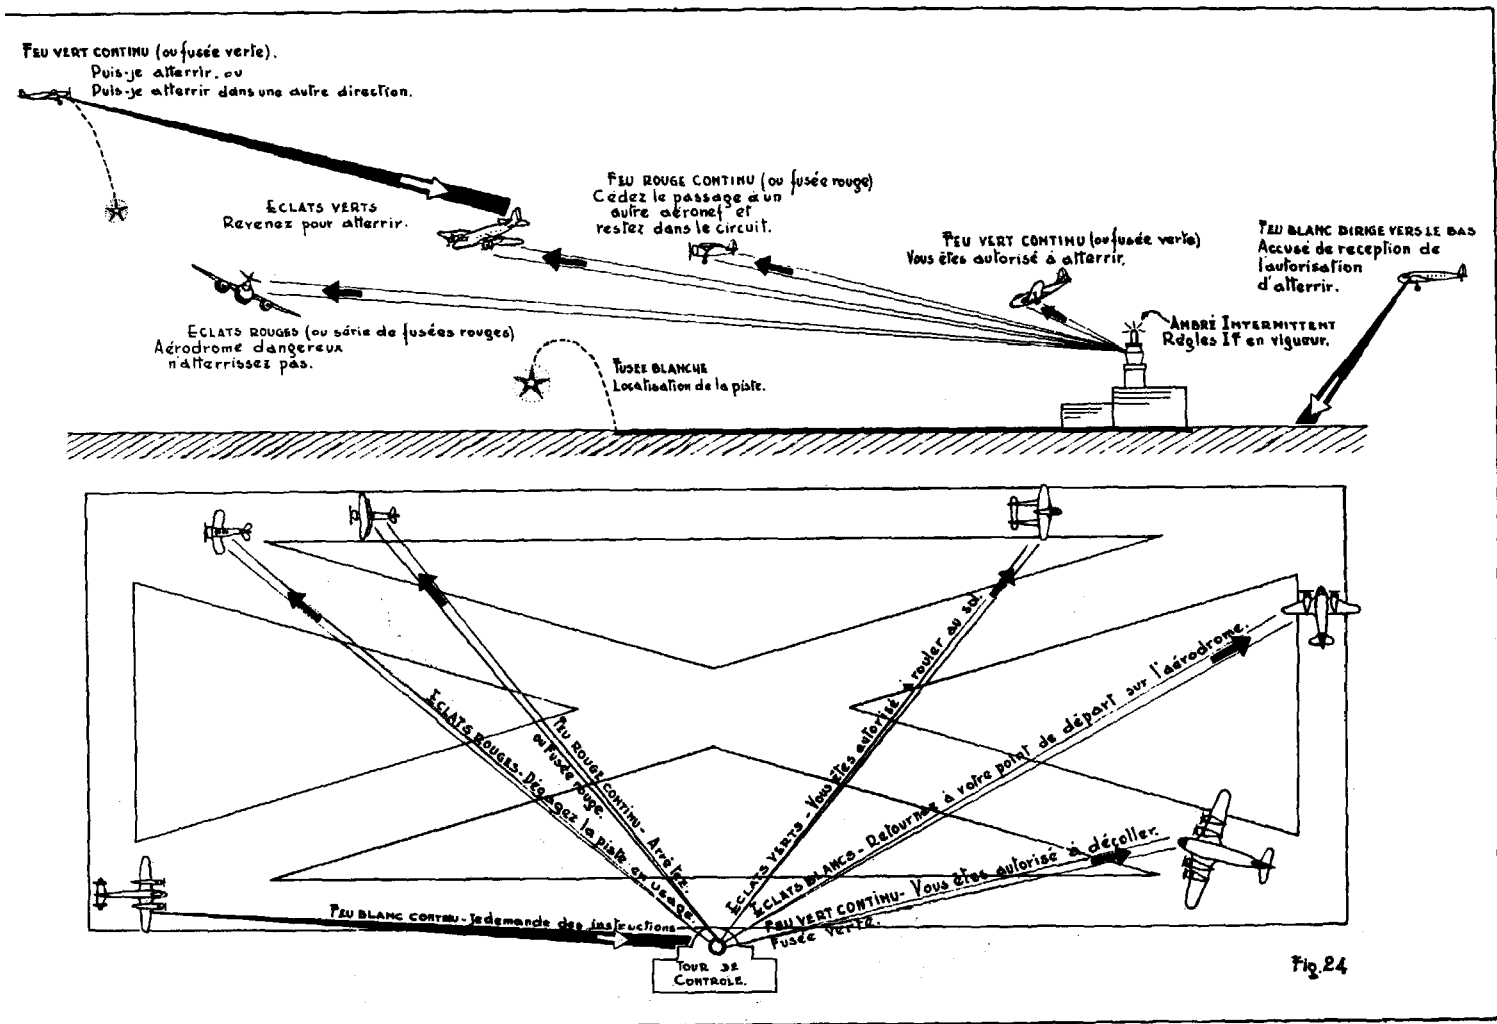 FEU VERT CONTINU (ou fusée verte).
Puis-je atterrir. ou
Puis-je atterrir dans une autre direction.
ECLATS VERTS
Revenez pour atterrir.
FEU ROUGE CONTINU (ou fusée rouge)
Cédez le passage à un
autre aéronef et
restez dans le circuit.
FEU VERT CONTINU (ou fusée verte)
Vous êtes autorisé à atterrir.
FEU BLANC DIRIGE VERS LE BAS
Accusé de reception de
l'autorisation
d'atterrir.
ECLATS ROUGES (ou série de fusées rouges)
Aérodrome dangereux
n'atterrissez pas.
FUSEE BLANCHE
Localisation de la piste.
AMBRÉ INTERMITTENT
Régles IF en vigueur.
ECLATS ROUGES - Dégagez la piste en usage.
FEU ROUGE CONTINU - Arrêtez.
ou Fusée rouge.
ECLATS VERTS - Vous êtes autorisé à rouler au sol.
ECLATS BLANCS - Retournez à votre point de départ sur l'aérodrome.
FEU VERT CONTINU - Vous êtes autorisé à décoller.
Fusée verte.
FEU BLANC CONTINU - Je demande des instructions
TOUR DE
CONTROLE.
Fig. 24